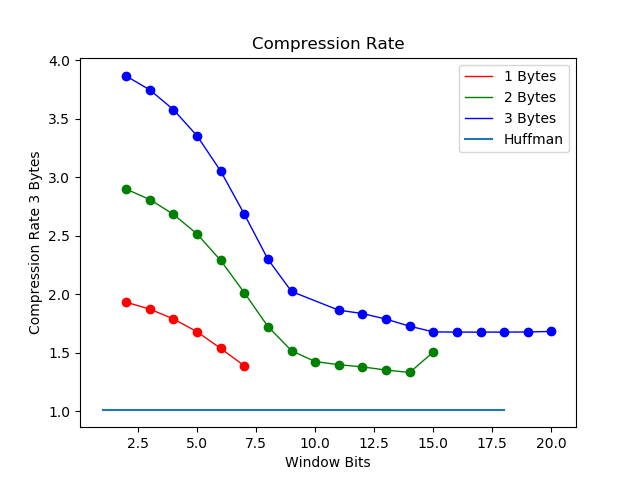 Compression Rate
4.0
3.5
3.0
2.5
2.0
1.5
1.0
Compression Rate 3 Bytes
1 Bytes
2 Bytes
3 Bytes
Huffman
2.5 5.0 7.5 10.0 12.5 15.0 17.5 20.0
Window Bits